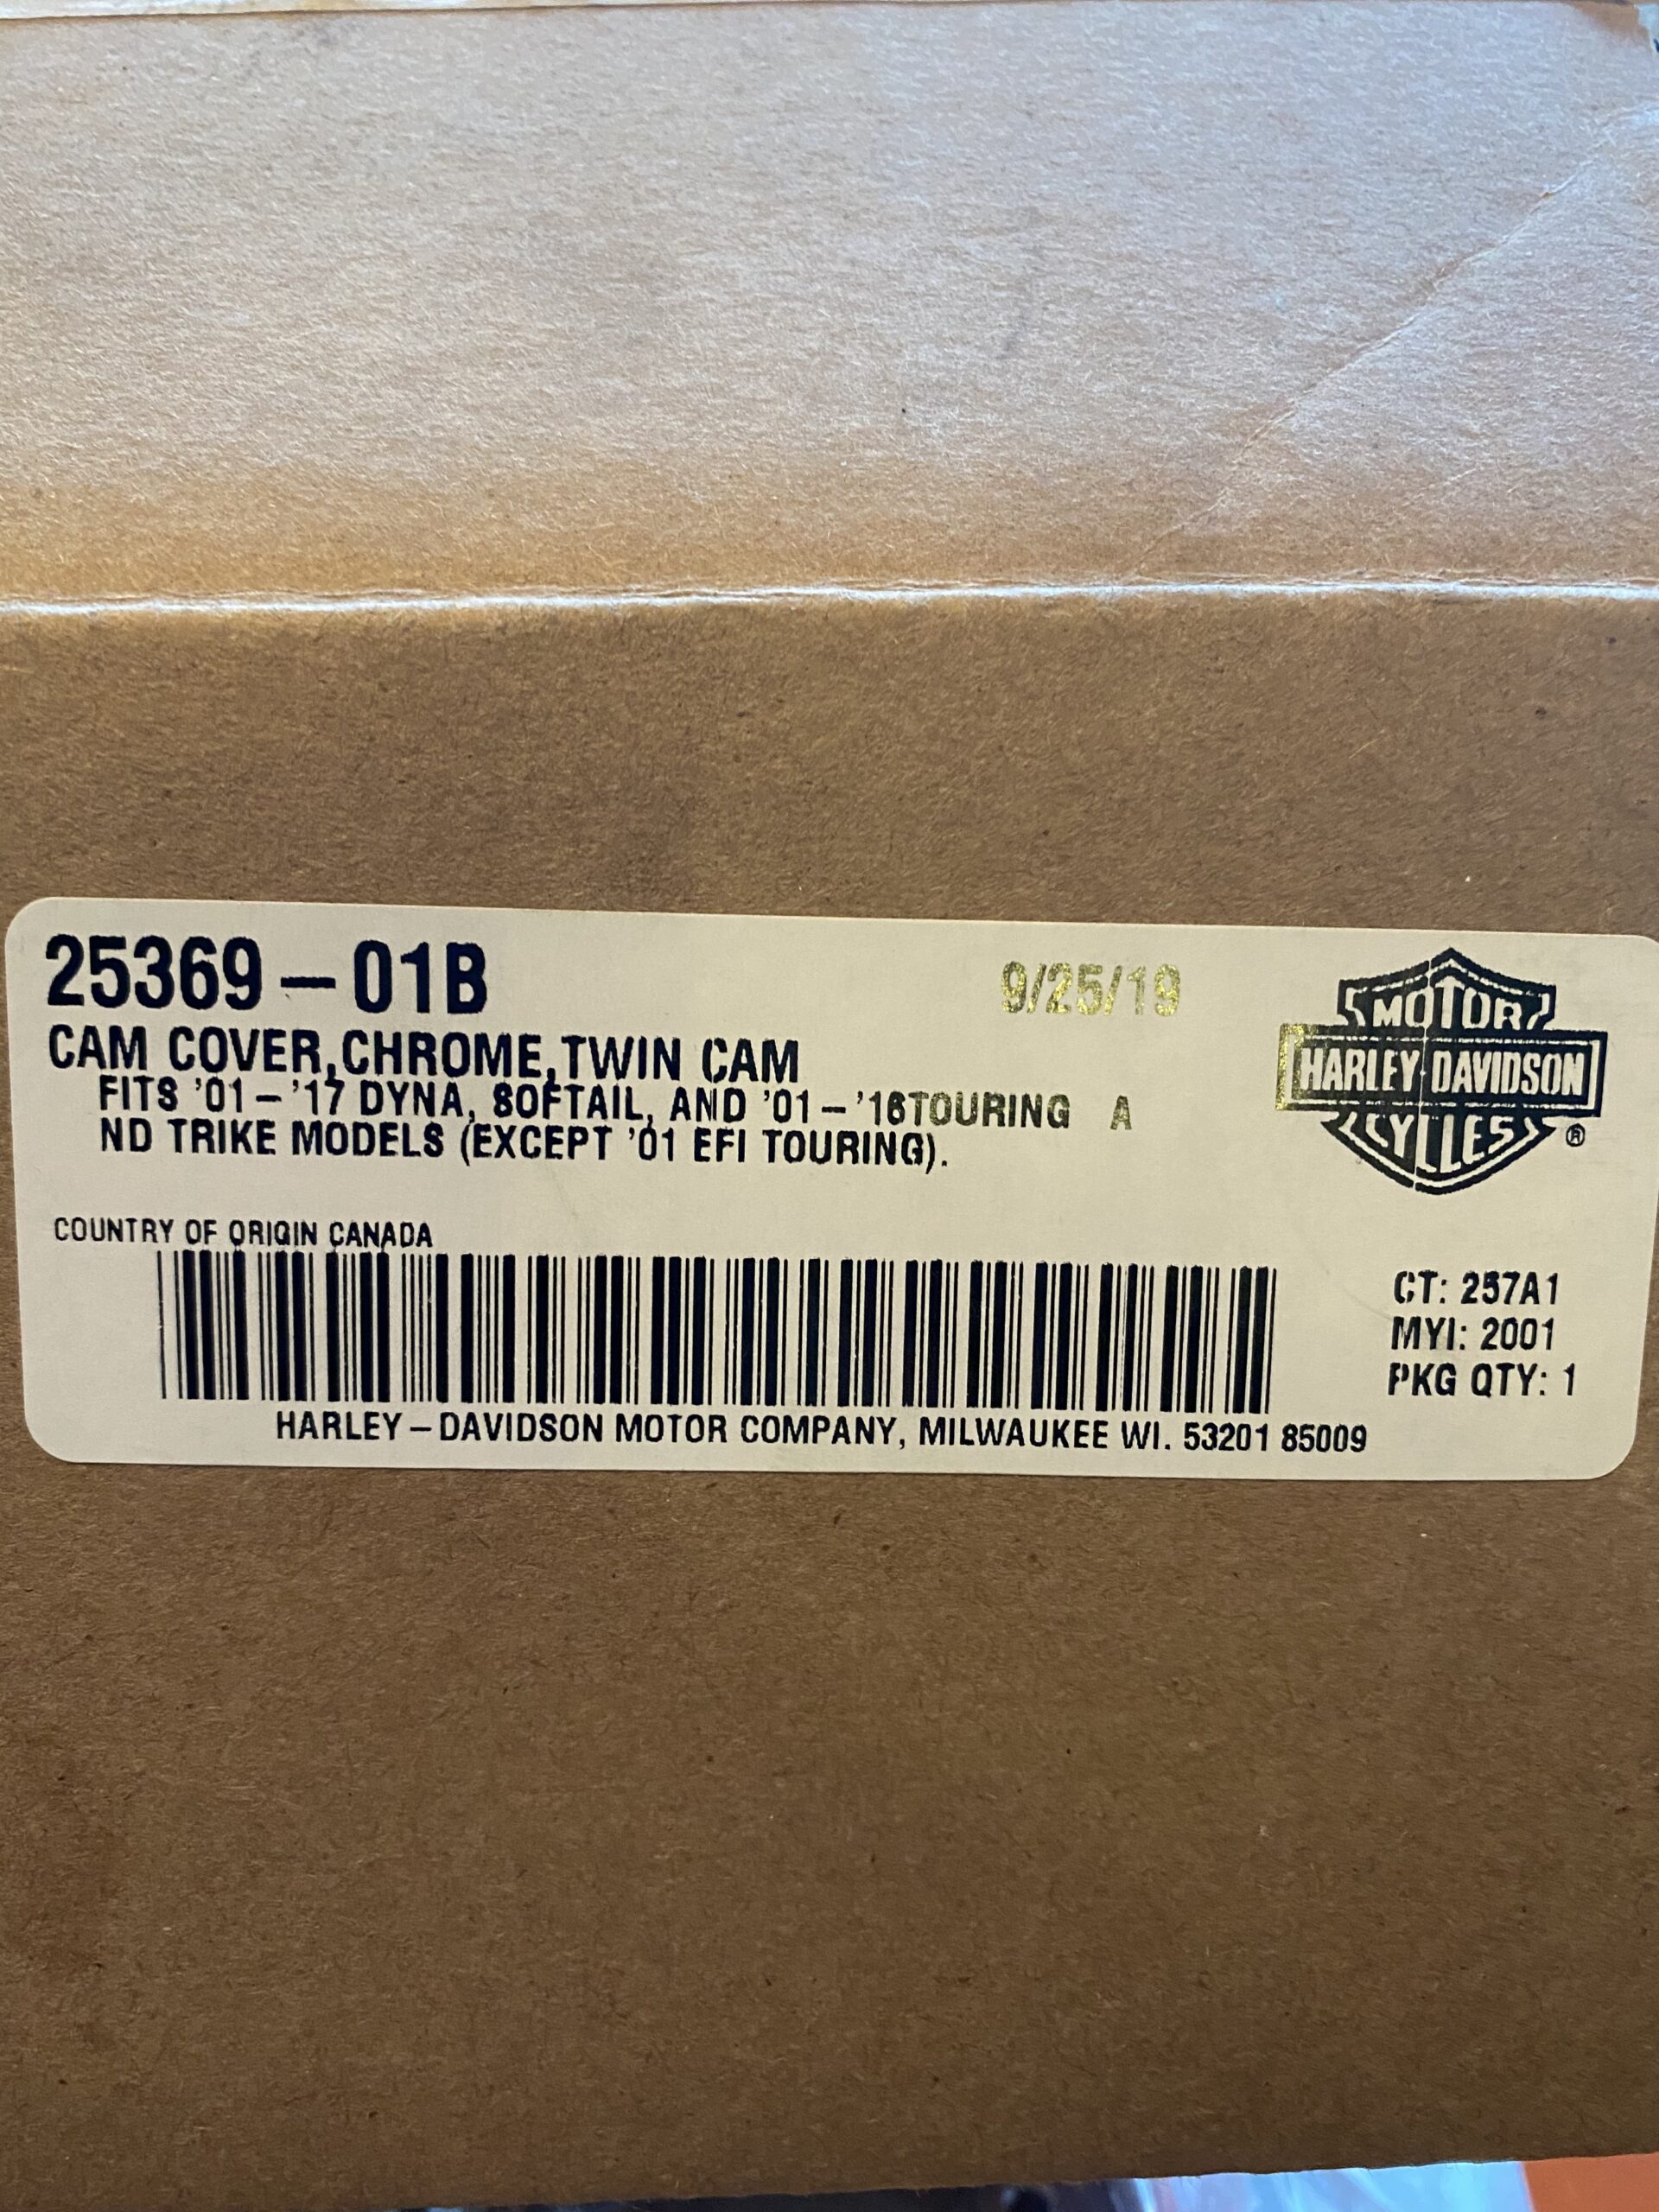 25369-01B
9/25/19
CAM COVER,CHROME,TWIN CAM
FITS '01-'17 DYNA, SOFTAIL, AND '01-'16TOURING A
ND TRIKE MODELS (EXCEPT '01 EFI TOURING).
MOTOR
HARLEY-DAVIDSON
CYCLES
®
COUNTRY OF ORIGIN CANADA
CT: 257A1
MYI: 2001
PKG QTY: 1
HARLEY-DAVIDSON MOTOR COMPANY, MILWAUKEE WI. 53201 85009